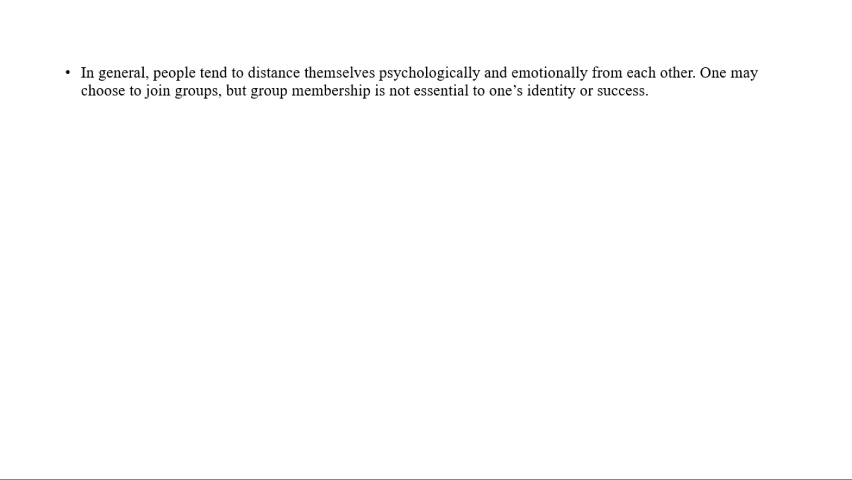 • In general, people tend to distance themselves psychologically and emotionally from each other. One may
choose to join groups, but group membership is not essential to one’s identity or success.